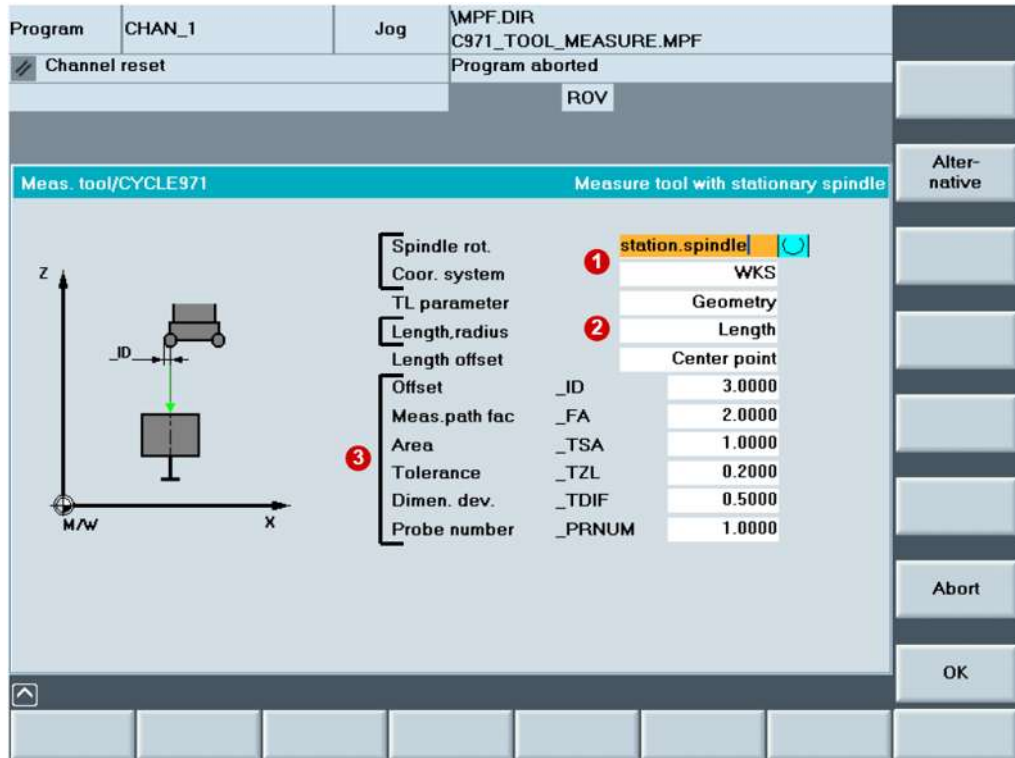 Program CHAN_1 Jog \MPF.DIR
C971_TOOL_MEASURE.MPF
Channel reset Program aborted
ROV
Alter-
native
Meas. tool/CYCLE971 Measure tool with stationary spindle
Spindle rot. station.spindle
1
Coor. system WKS
TL parameter Geometry
Length,radius 2 Length
Length offset Center point
Offset _ID 3.0000
Meas.path fac _FA 2.0000
3
Area _TSA 1.0000
Tolerance _TZL 0.2000
Dimen. dev. _TDIF 0.5000
Probe number _PRNUM 1.0000
Z
_ID
M/W
X
Abort
OK